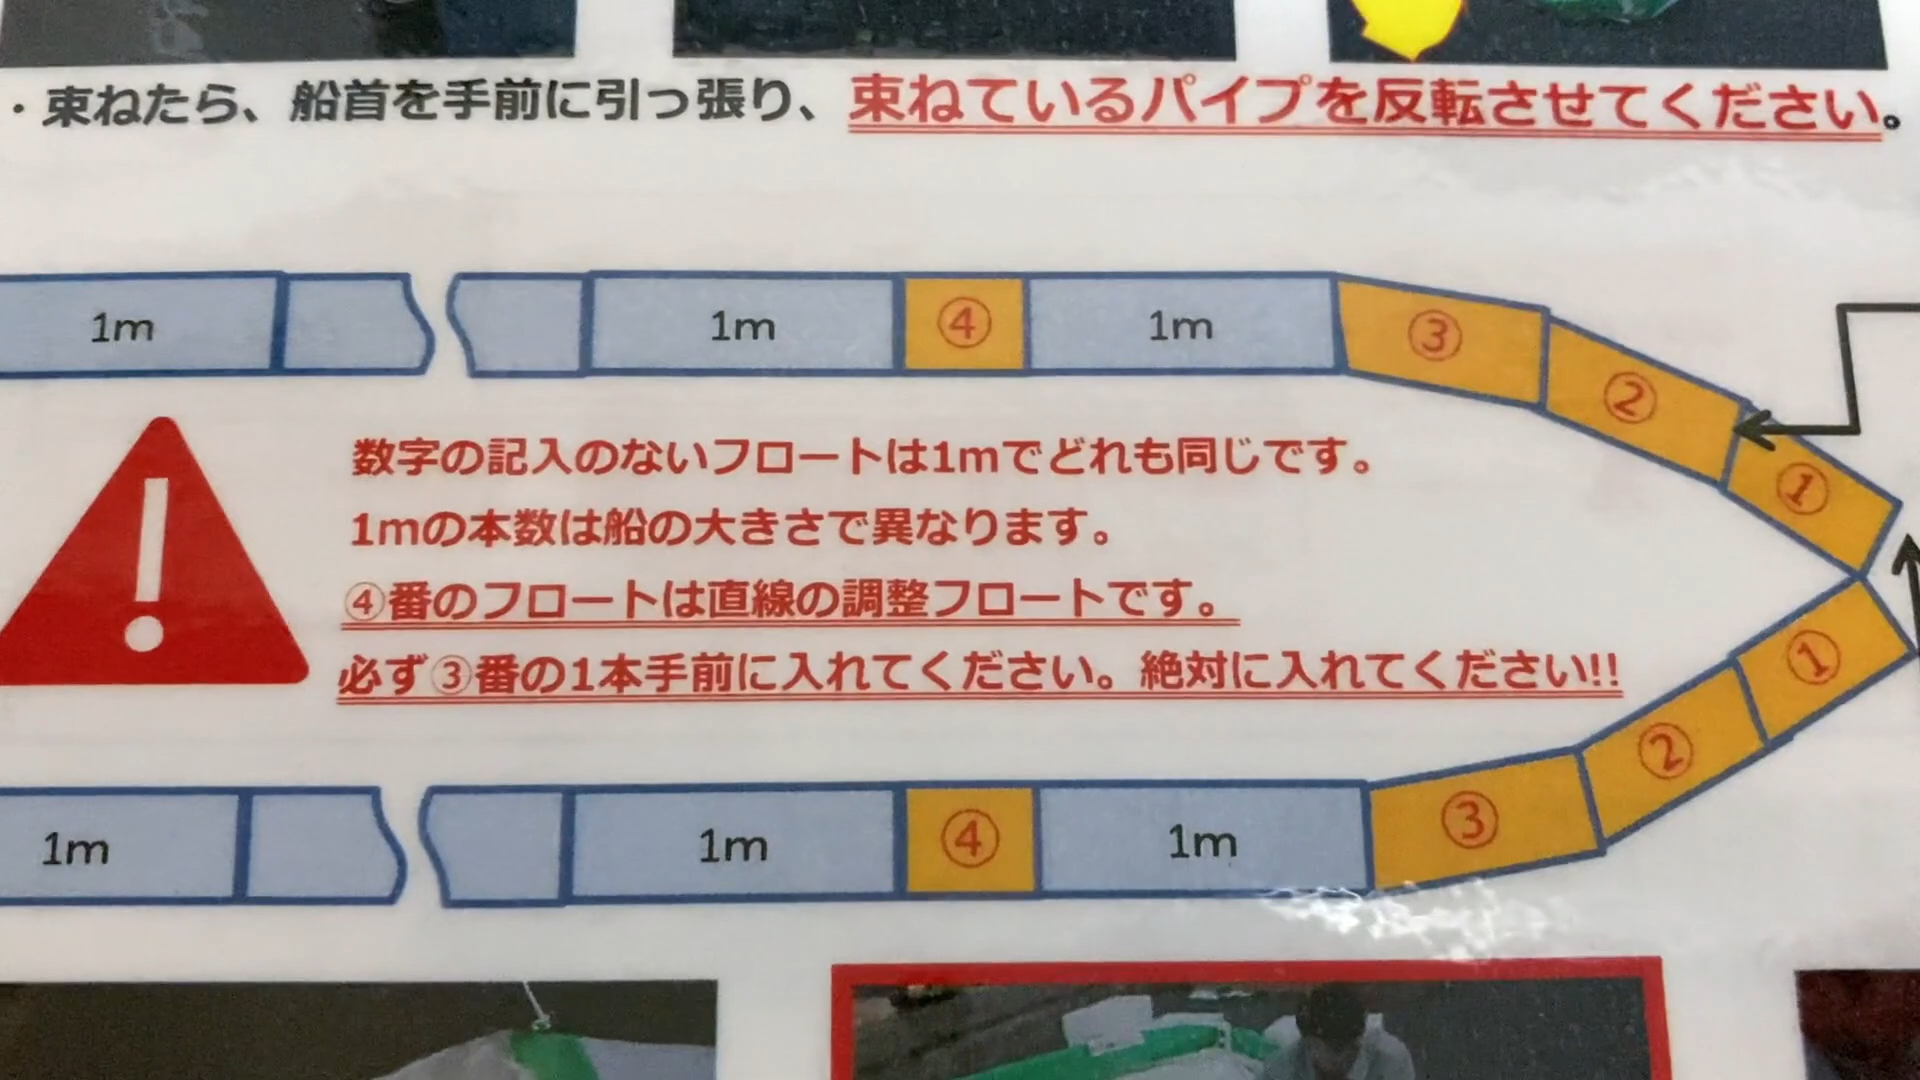 ・束ねたら、船首を手前に引っ張り、束ねているパイプを反転させてください。
1m 1m ④ 1m ③ ② ①
数字の記入のないフロートは1mでどれも同じです。
1mの本数は船の大きさで異なります。
④番のフロートは直線の調整フロートです。
必ず③番の1本手前に入れてください。絶対に入れてください!!
1m 1m ④ 1m ③ ② ①